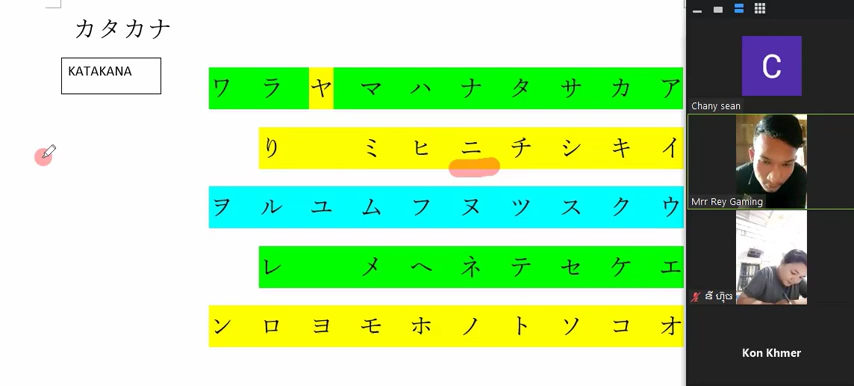 カタカナ
KATAKANA
ワ ラ ヤ マ ハ ナ タ サ カ ア
り ミ ヒ ニ チ シ キ イ
ヲ ル ユ ム フ ヌ ツ ス ク ウ
レ メ ヘ ネ テ セ ケ エ
ン ロ ヨ モ ホ ノ ト ソ コ オ
C
Chany sean
Mrr Rey Gaming
Kon Khmer